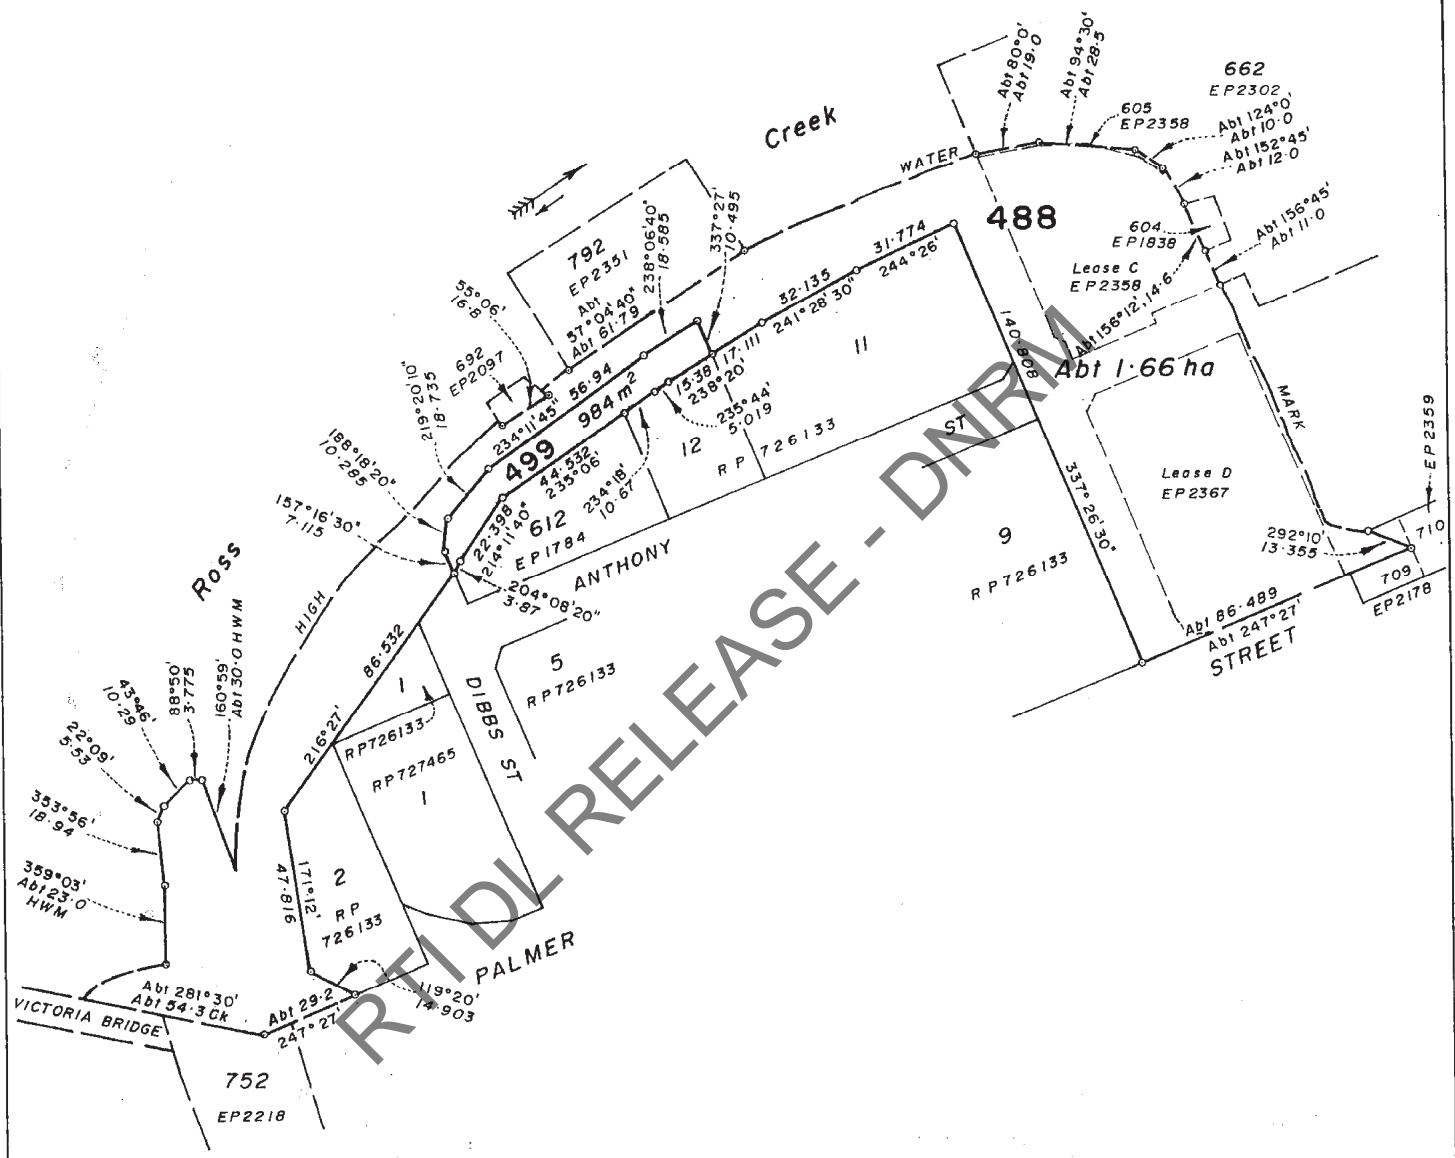 Creek
Abt 80°0'
Abt 19·0
Abt 94°30'
Abt 28·5
662
EP2302
605
EP2358
Abt 124°0'
Abt 10·0
Abt 152°45'
Abt 12·0
WATER
488
604
EP1838
Abt 156°45'
Abt 11·0
Lease C
EP2358
Abt 156°12', 14·6
792
EP2351
Abt
57°04'40"
Abt 61·79
238°06'40"
18·585
337°27'
10·495
31·774
244°26'
32·135
241°28'30"
17·111
55°06'
16·8
692
EP2097
219°20'10"
18·735
56·94
234°11'45"
984 m²
499
15·38
238°20'
235°44'
5·019
11
140·808
Abt 1·66 ha
MARK
188°18'20"
10·285
157°16'30"
7·115
44·532
235°06'
234°18'
10·67
12
RP 726133
ST
Lease D
EP2367
EP2359
22·398
214°11'40"
612
EP1784
ANTHONY
204°08'20"
3·87
337°26'30"
9
RP726133
292°10'
13·355
710
709
EP2178
Ross
HIGH
86·532
216°27'
1
RP726133
DIBBS ST
5
RP726133
Abt 86·489
Abt 247°27'
STREET
43°46'
10·29
88°50'
3·775
160°59'
Abt 30·0 HWM
22°09'
5·53
353°56'
18·94
359°03'
Abt 23·0
HWM
RP727465
1
171°12'
47·816
2
RP
726133
PALMER
119°20'
14·903
Abt 29·2
247°27'
Abt 281°30'
Abt 54·3 Ck
VICTORIA BRIDGE
752
EP2218
RTI DL RELEASE - DNRM